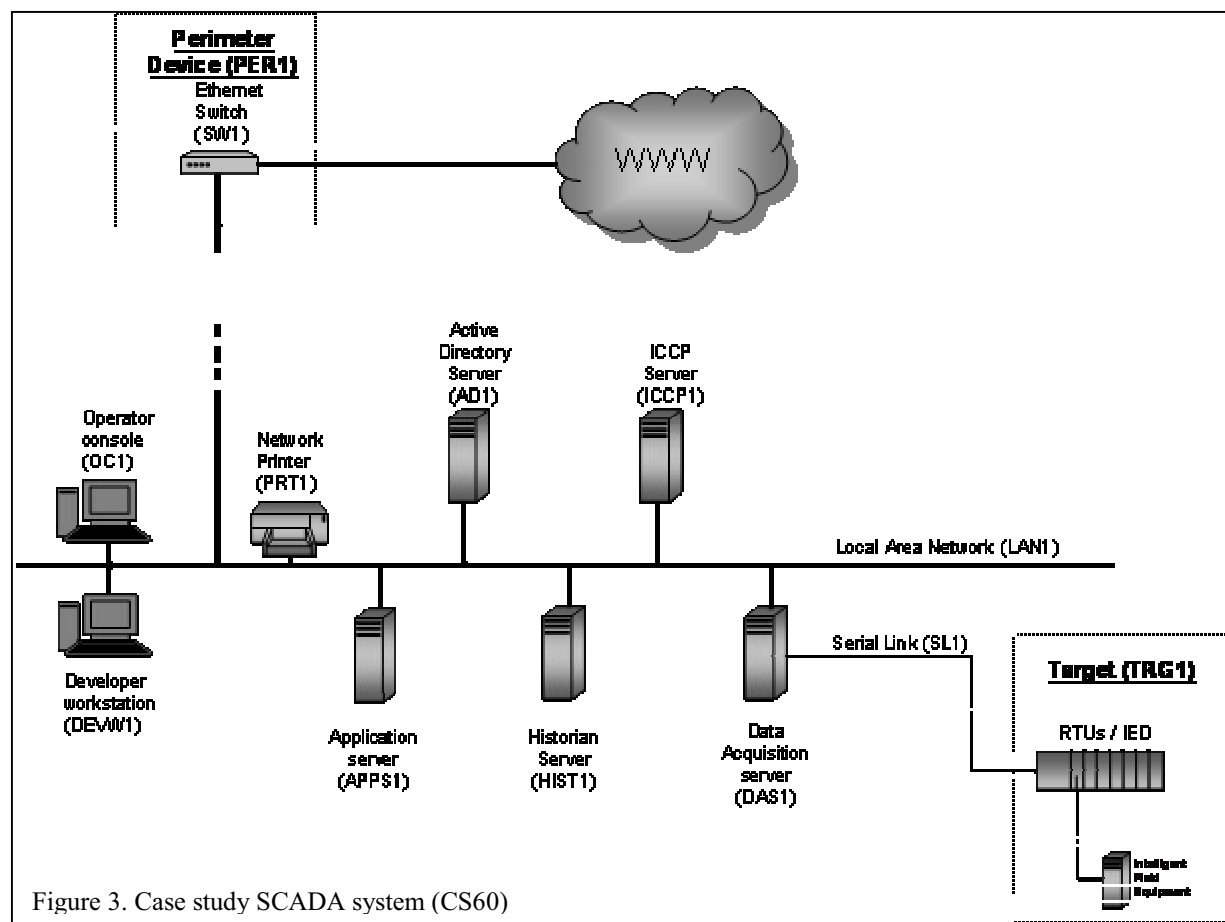 Perimeter
Device (PER1)
Ethernet
Switch
(SW1)
WWW
Active
Directory
Server
(AD1)
ICCP
Server
(ICCP1)
Operator
console
(OC1)
Network
Printer
(PRT1)
Local Area Network (LAN1)
Developer
workstation
(DEVW1)
Application
server
(APPS1)
Historian
Server
(HIST1)
Data
Acquisition
server
(DAS1)
Serial Link (SL1)
Target (TRG1)
RTUs / IED
Intelligent
Field
Equipment
Figure 3. Case study SCADA system (CS60)